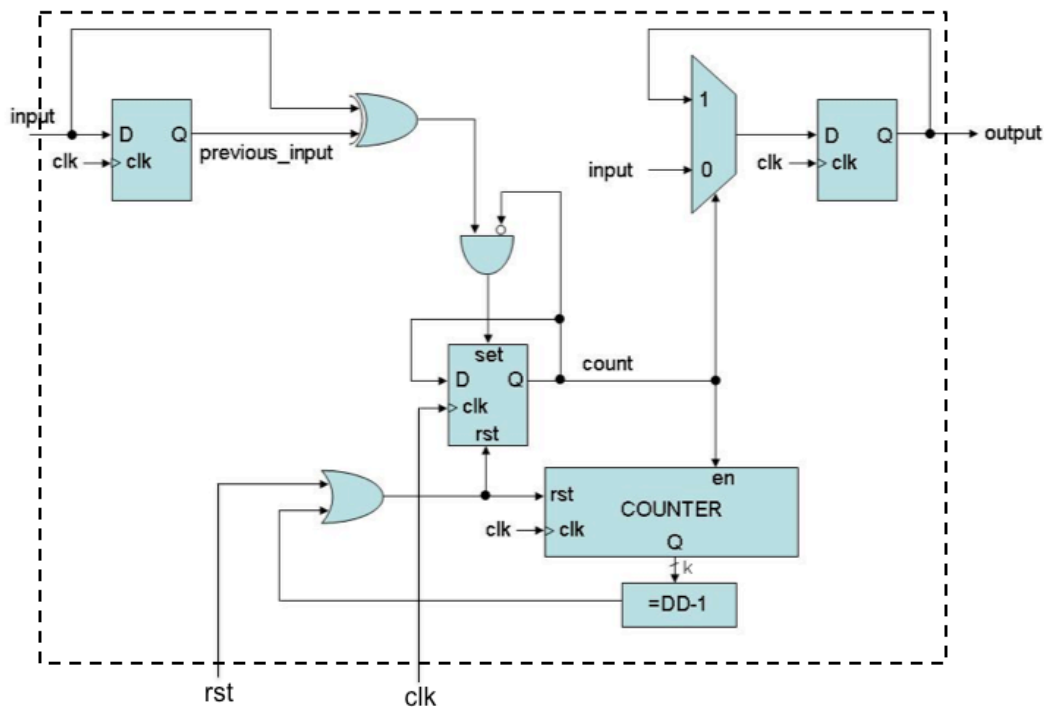 input
D Q
clk
clk
previous_input
1
input
0
D Q
clk
clk
output
set
D Q
clk
rst
count
en
rst
COUNTER
clk
clk
Q
k
=DD-1
rst
clk